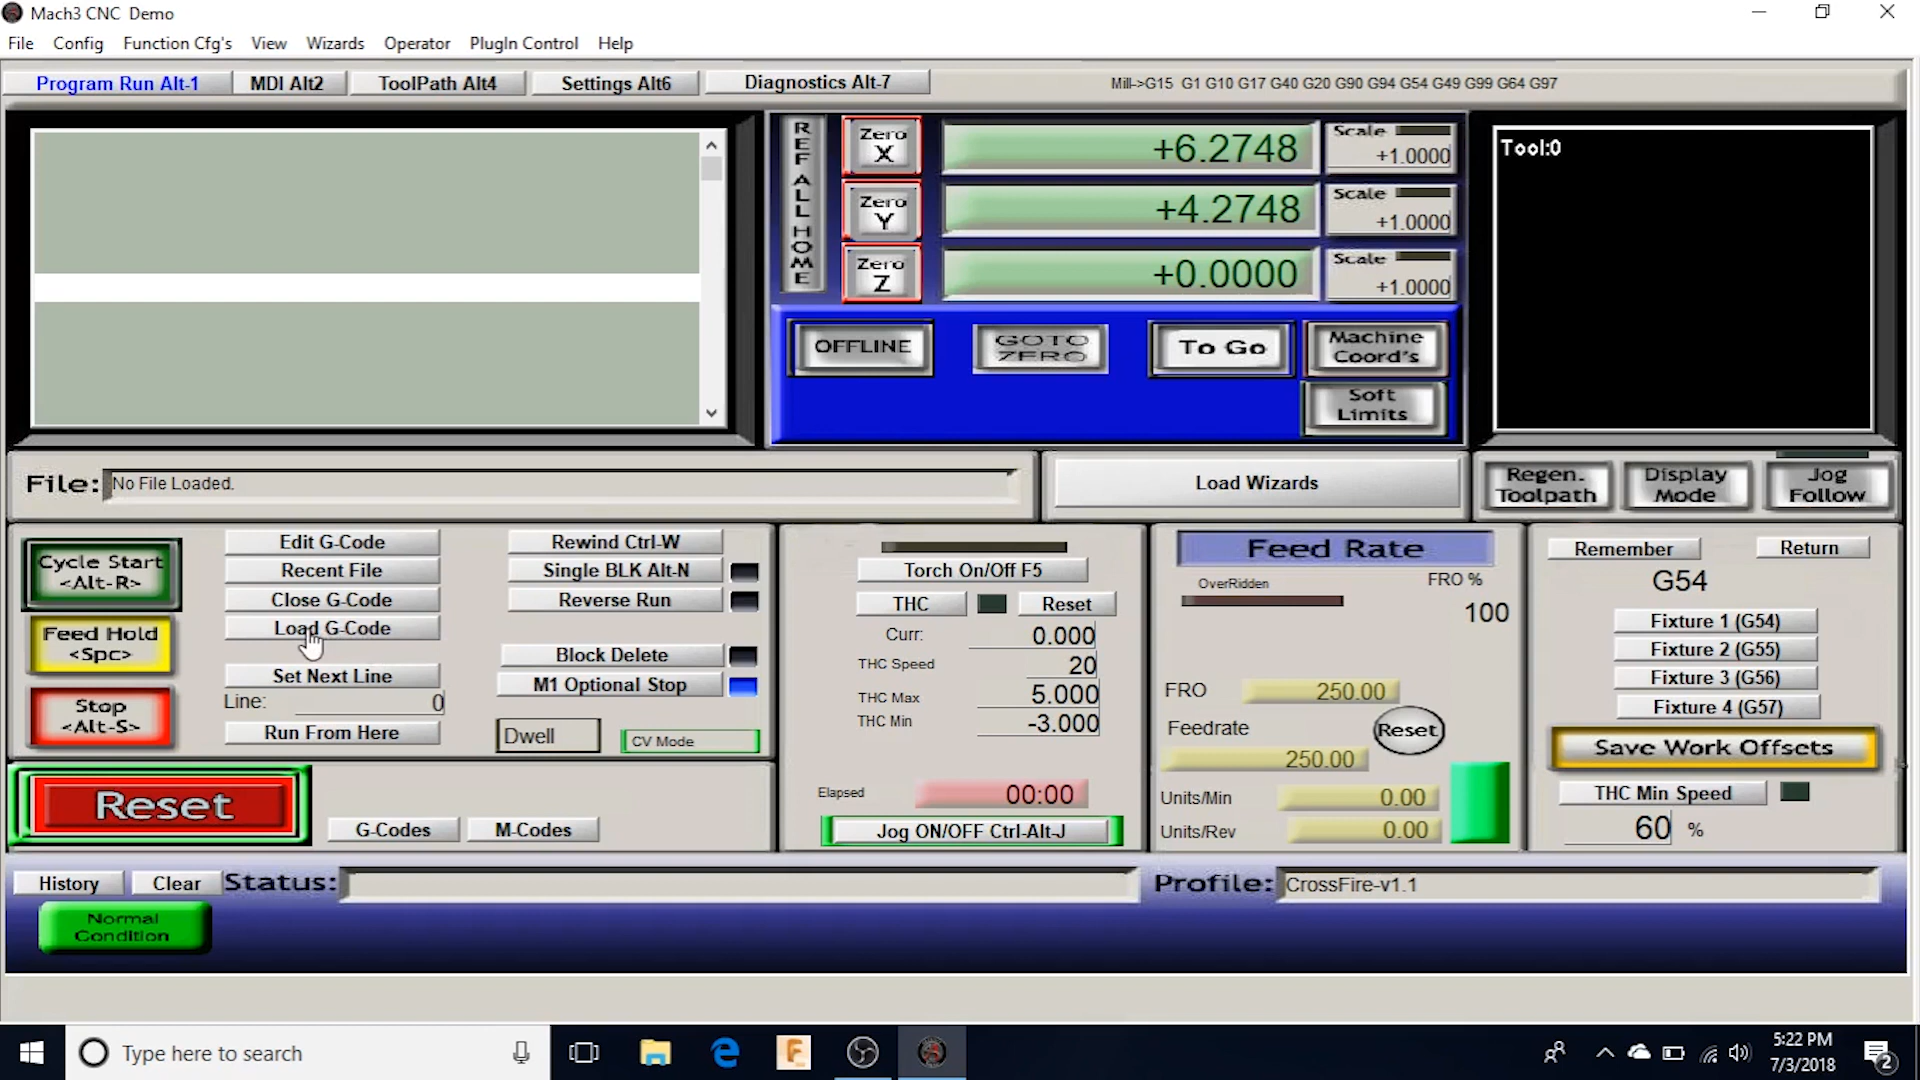 Mach3 CNC Demo
File Config Function Cfg's View Wizards Operator PlugIn Control Help
Program Run Alt-1 MDI Alt2 ToolPath Alt4 Settings Alt6 Diagnostics Alt-7 Mill->G15 G1 G10 G17 G40 G20 G90 G94 G54 G49 G99 G64 G97
REF ALL HOME
Zero X +6.2748 Scale +1.0000
Zero Y +4.2748 Scale +1.0000
Zero Z +0.0000 Scale +1.0000
Tool:0
OFFLINE GOTO ZERO To Go Machine Coord's
Soft Limits
File: No File Loaded. Load Wizards Regen. Toolpath Display Mode Jog Follow
Cycle Start <Alt-R>
Feed Hold <Spc>
Stop <Alt-S>
Reset
Edit G-Code
Recent File
Close G-Code
Load G-Code
Set Next Line
Line: 0
Run From Here
Rewind Ctrl-W
Single BLK Alt-N
Reverse Run
Block Delete
M1 Optional Stop
Dwell CV Mode
G-Codes M-Codes
Torch On/Off F5
THC Reset
Curr: 0.000
THC Speed 20
THC Max 5.000
THC Min -3.000
Elapsed 00:00
Jog ON/OFF Ctrl-Alt-J
Feed Rate
OverRidden FRO %
100
FRO 250.00
Feedrate Reset
250.00
Units/Min 0.00
Units/Rev 0.00
Remember Return
G54
Fixture 1 (G54)
Fixture 2 (G55)
Fixture 3 (G56)
Fixture 4 (G57)
Save Work Offsets
THC Min Speed
60 %
History Clear Status: Profile: CrossFire-v1.1
Normal Condition
Type here to search
5:22 PM
7/3/2018
2